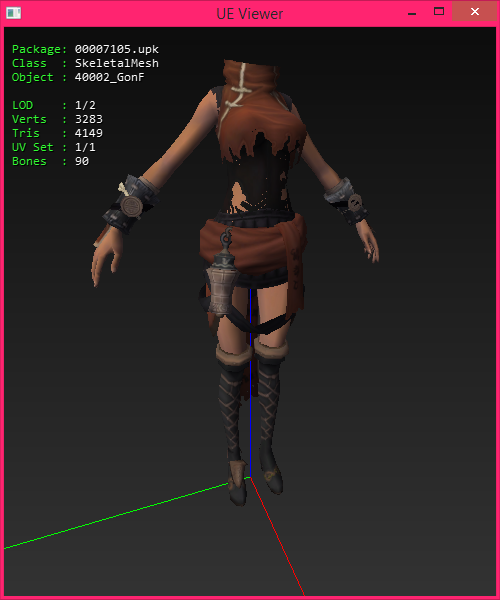 UE Viewer
Package: 00007105.upk
Class : SkeletalMesh
Object : 40002_GonF
LOD : 1/2
Verts : 3283
Tris : 4149
UV Set : 1/1
Bones : 90